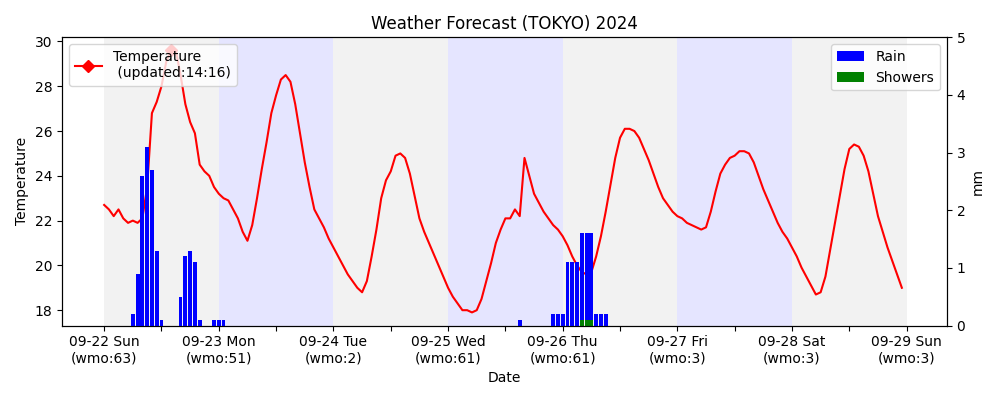 Weather Forecast (TOKYO) 2024
Temperature
(updated:14:16)
Rain
Showers
30
28
26
24
22
20
18
Temperature
5
4
3
2
1
0
mm
09-22 Sun
(wmo:63)
09-23 Mon
(wmo:51)
09-24 Tue
(wmo:2)
09-25 Wed
(wmo:61)
09-26 Thu
(wmo:61)
09-27 Fri
(wmo:3)
09-28 Sat
(wmo:3)
09-29 Sun
(wmo:3)
Date